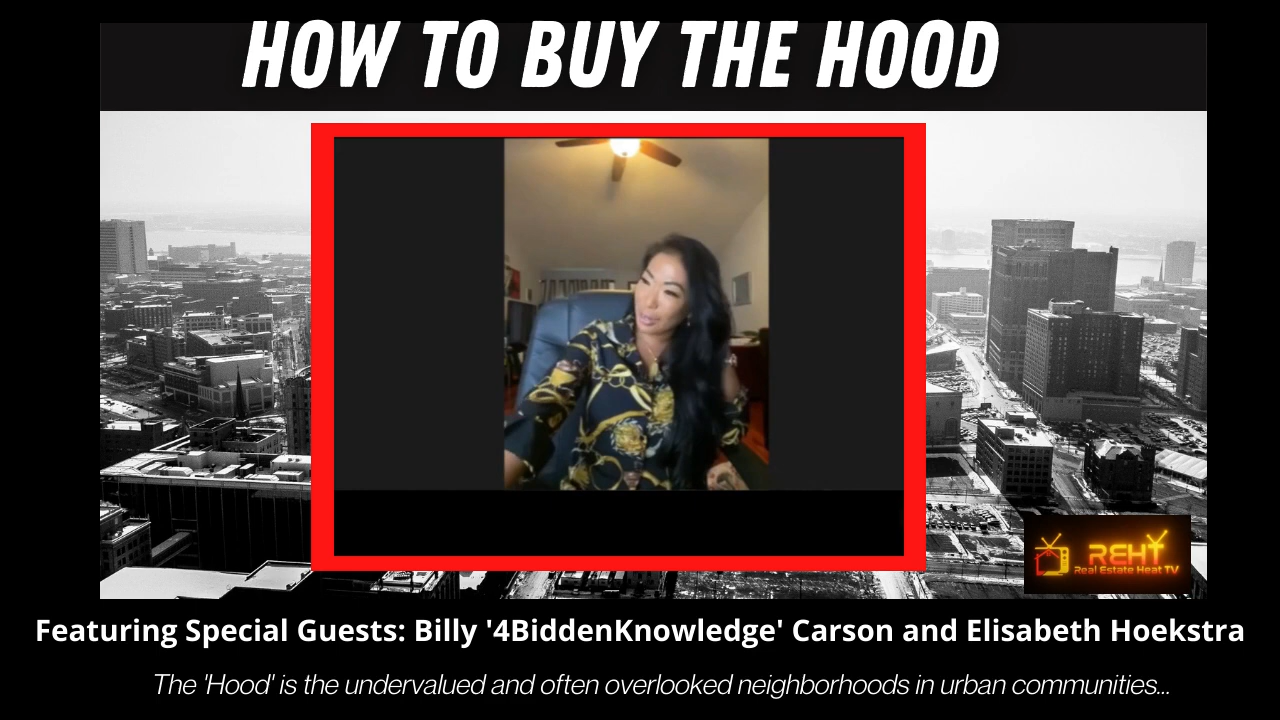 HOW TO BUY THE HOOD
REHT
Real Estate Heat TV
Featuring Special Guests: Billy '4BiddenKnowledge' Carson and Elisabeth Hoekstra
The 'Hood' is the undervalued and often overlooked neighborhoods in urban communities...